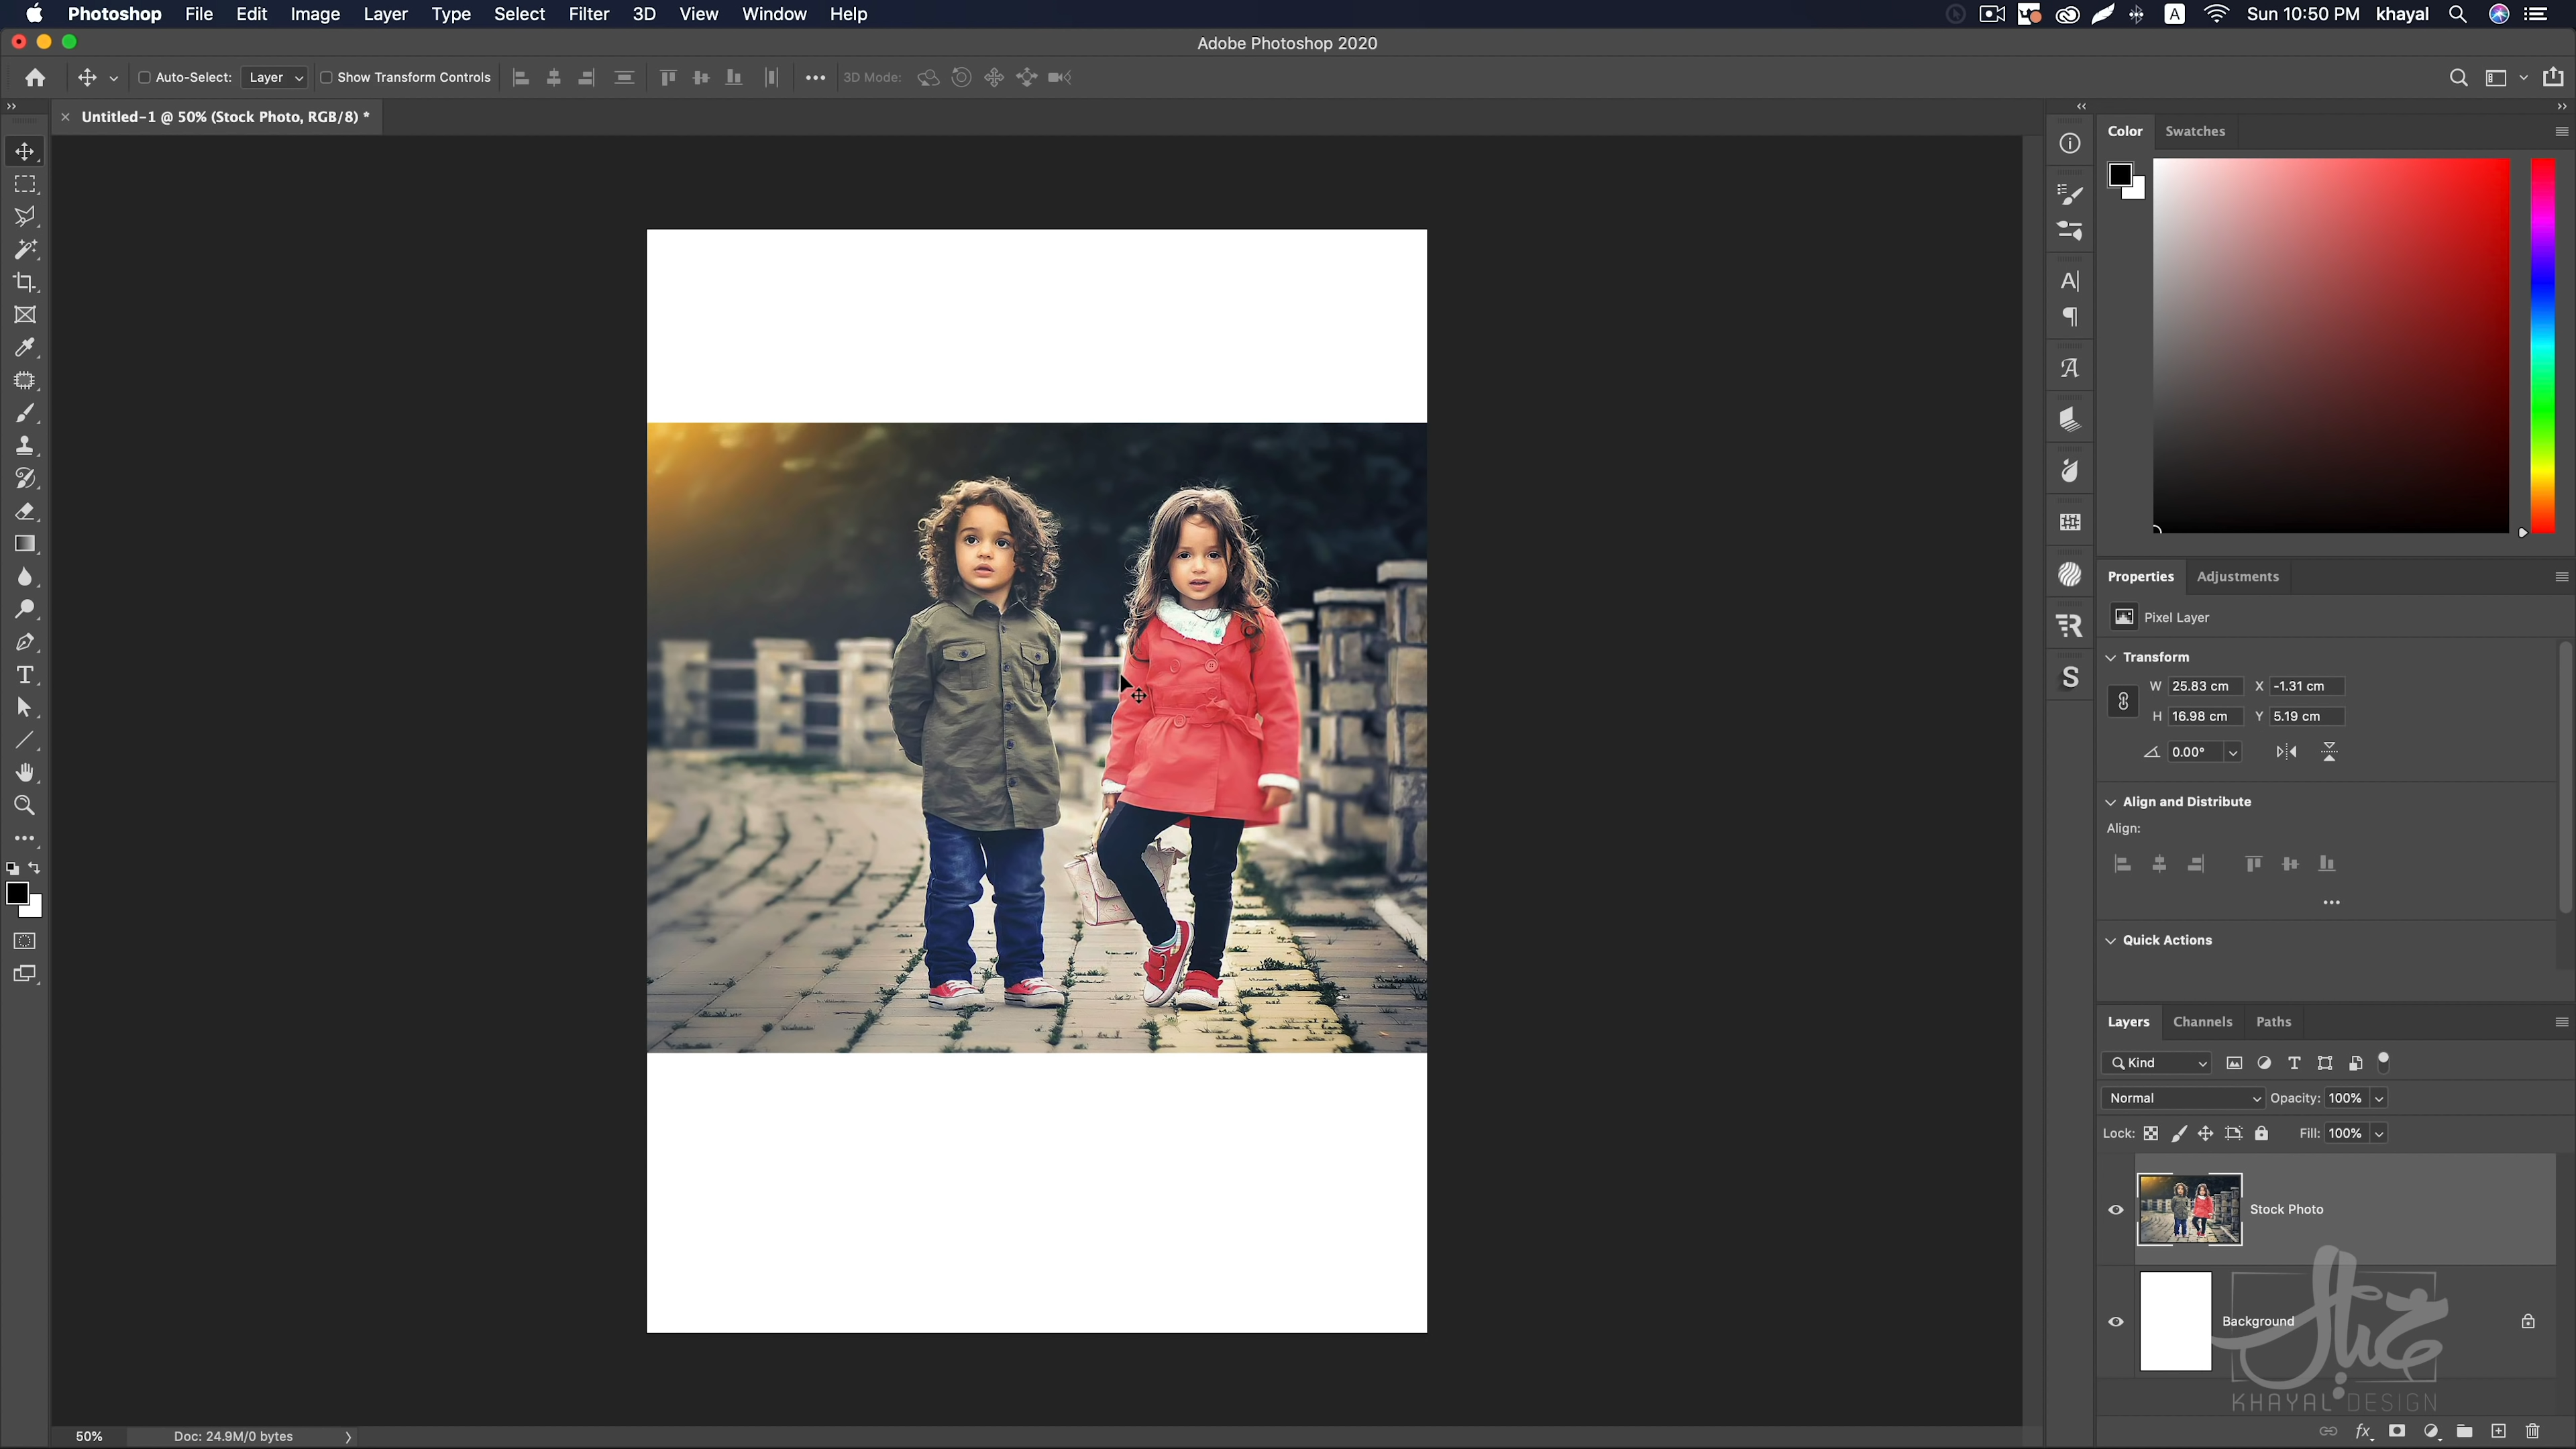 Photoshop File Edit Image Layer Type Select Filter 3D View Window Help A Sun 10:50 PM khayal
Adobe Photoshop 2020
Auto-Select: Layer Show Transform Controls 3D Mode:
Untitled-1 @ 50% (Stock Photo, RGB/8) *
Color Swatches
Properties Adjustments
Pixel Layer
Transform
W 25.83 cm X -1.31 cm
H 16.98 cm Y 5.19 cm
0.00°
Align and Distribute
Align:
Quick Actions
Layers Channels Paths
Kind
Normal Opacity: 100%
Lock: Fill: 100%
Stock Photo
Background
خيال
KHAYAL DESIGN
50% Doc: 24.9M/0 bytes